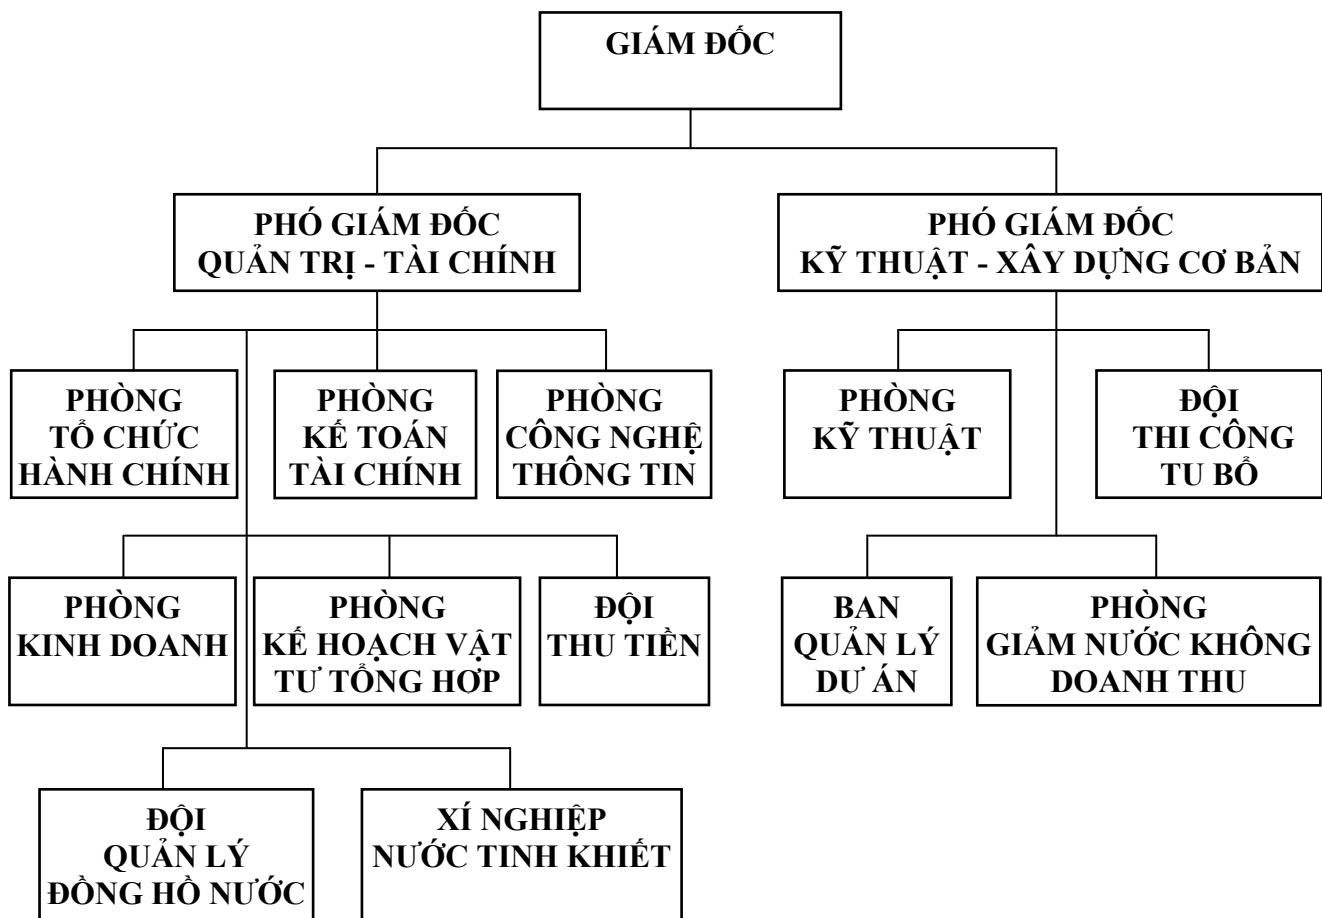 GIÁM ĐỐC
PHÓ GIÁM ĐỐC
QUẢN TRỊ - TÀI CHÍNH
PHÓ GIÁM ĐỐC
KỸ THUẬT - XÂY DỰNG CƠ BẢN
PHÒNG
TỔ CHỨC
HÀNH CHÍNH
PHÒNG
KẾ TOÁN
TÀI CHÍNH
PHÒNG
CÔNG NGHỆ
THÔNG TIN
PHÒNG
KỸ THUẬT
ĐỘI
THI CÔNG
TU BỔ
PHÒNG
KINH DOANH
PHÒNG
KẾ HOẠCH VẬT
TƯ TỔNG HƠP
ĐỘI
THU TIỀN
BAN
QUẢN LÝ
DƯ ÁN
PHÒNG
GIẢM NƯỚC KHÔNG
DOANH THU
ĐỘI
QUẢN LÝ
ĐỒNG HỒ NƯỚC
XÍ NGHIỆP
NƯỚC TINH KHIẾT